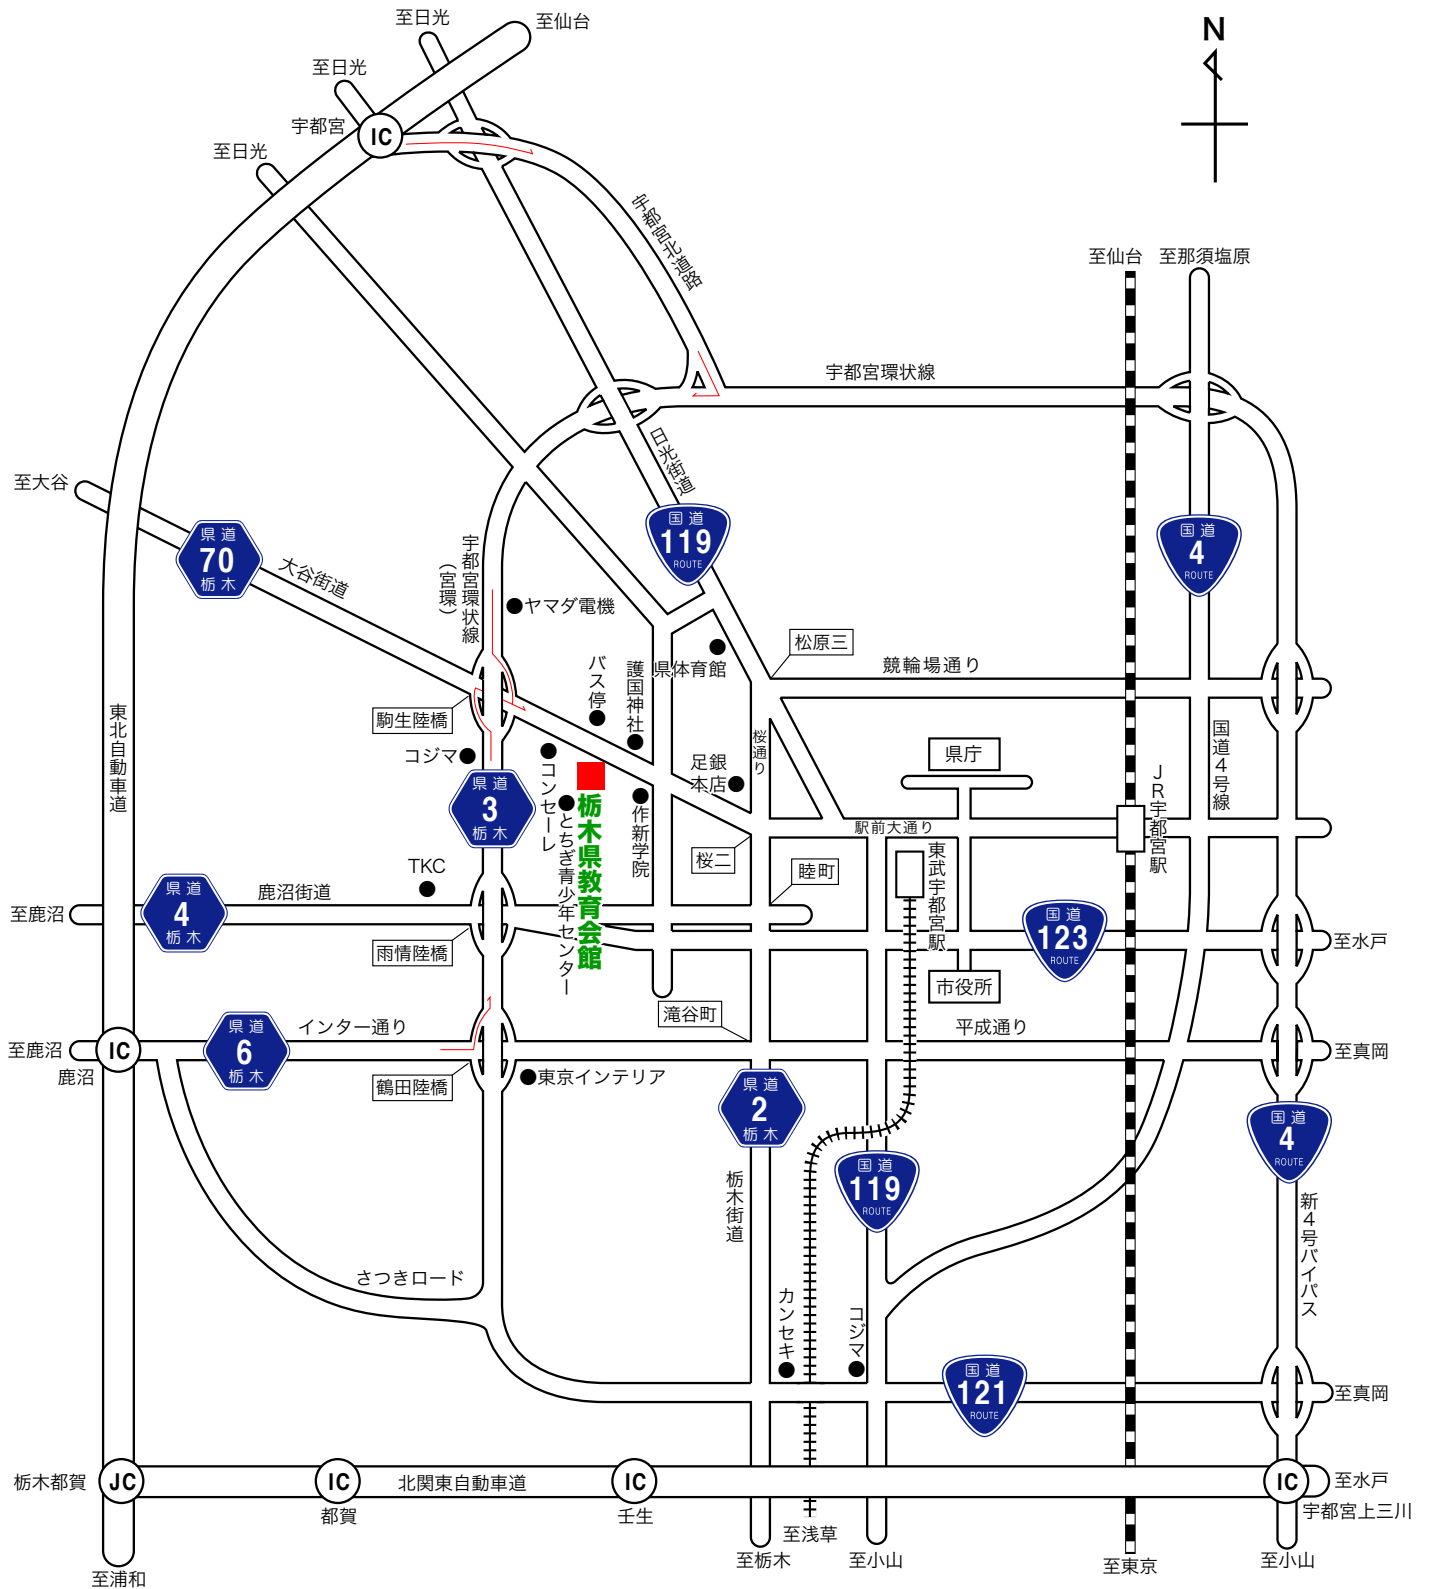 至日光
至仙台
N
至日光
宇都宮
IC
至日光
宇都宮北道路
至仙台
至那須塩原
宇都宮環状線
日光街道
至大谷
国道
119
ROUTE
国道
4
ROUTE
県道
70
栃木
大谷街道
宇都宮環状線
（宮環）
ヤマダ電機
松原三
競輪場通り
県体育館
バス停
護国神社
東北自動車道
駒生陸橋
コジマ
桜通り
国道４号線
足銀
本店
県庁
JR宇都宮駅
県道
3
栃木
コンセーレ
とちぎ青少年センター
栃木県教育会館
作新学院
駅前大通り
桜二
睦町
東武宇都宮駅
TKC
鹿沼街道
至鹿沼
県道
4
栃木
国道
123
ROUTE
至水戸
雨情陸橋
市役所
滝谷町
平成通り
インター通り
県道
6
栃木
至鹿沼
IC
鹿沼
至真岡
鶴田陸橋
東京インテリア
県道
2
栃木
国道
4
ROUTE
国道
119
ROUTE
栃木街道
新４号バイパス
さつきロード
カンセキ
コジマ
国道
121
ROUTE
至真岡
栃木都賀
JC
IC
都賀
北関東自動車道
IC
壬生
IC
至水戸
宇都宮上三川
至浅草
至栃木
至小山
至東京
至小山
至浦和